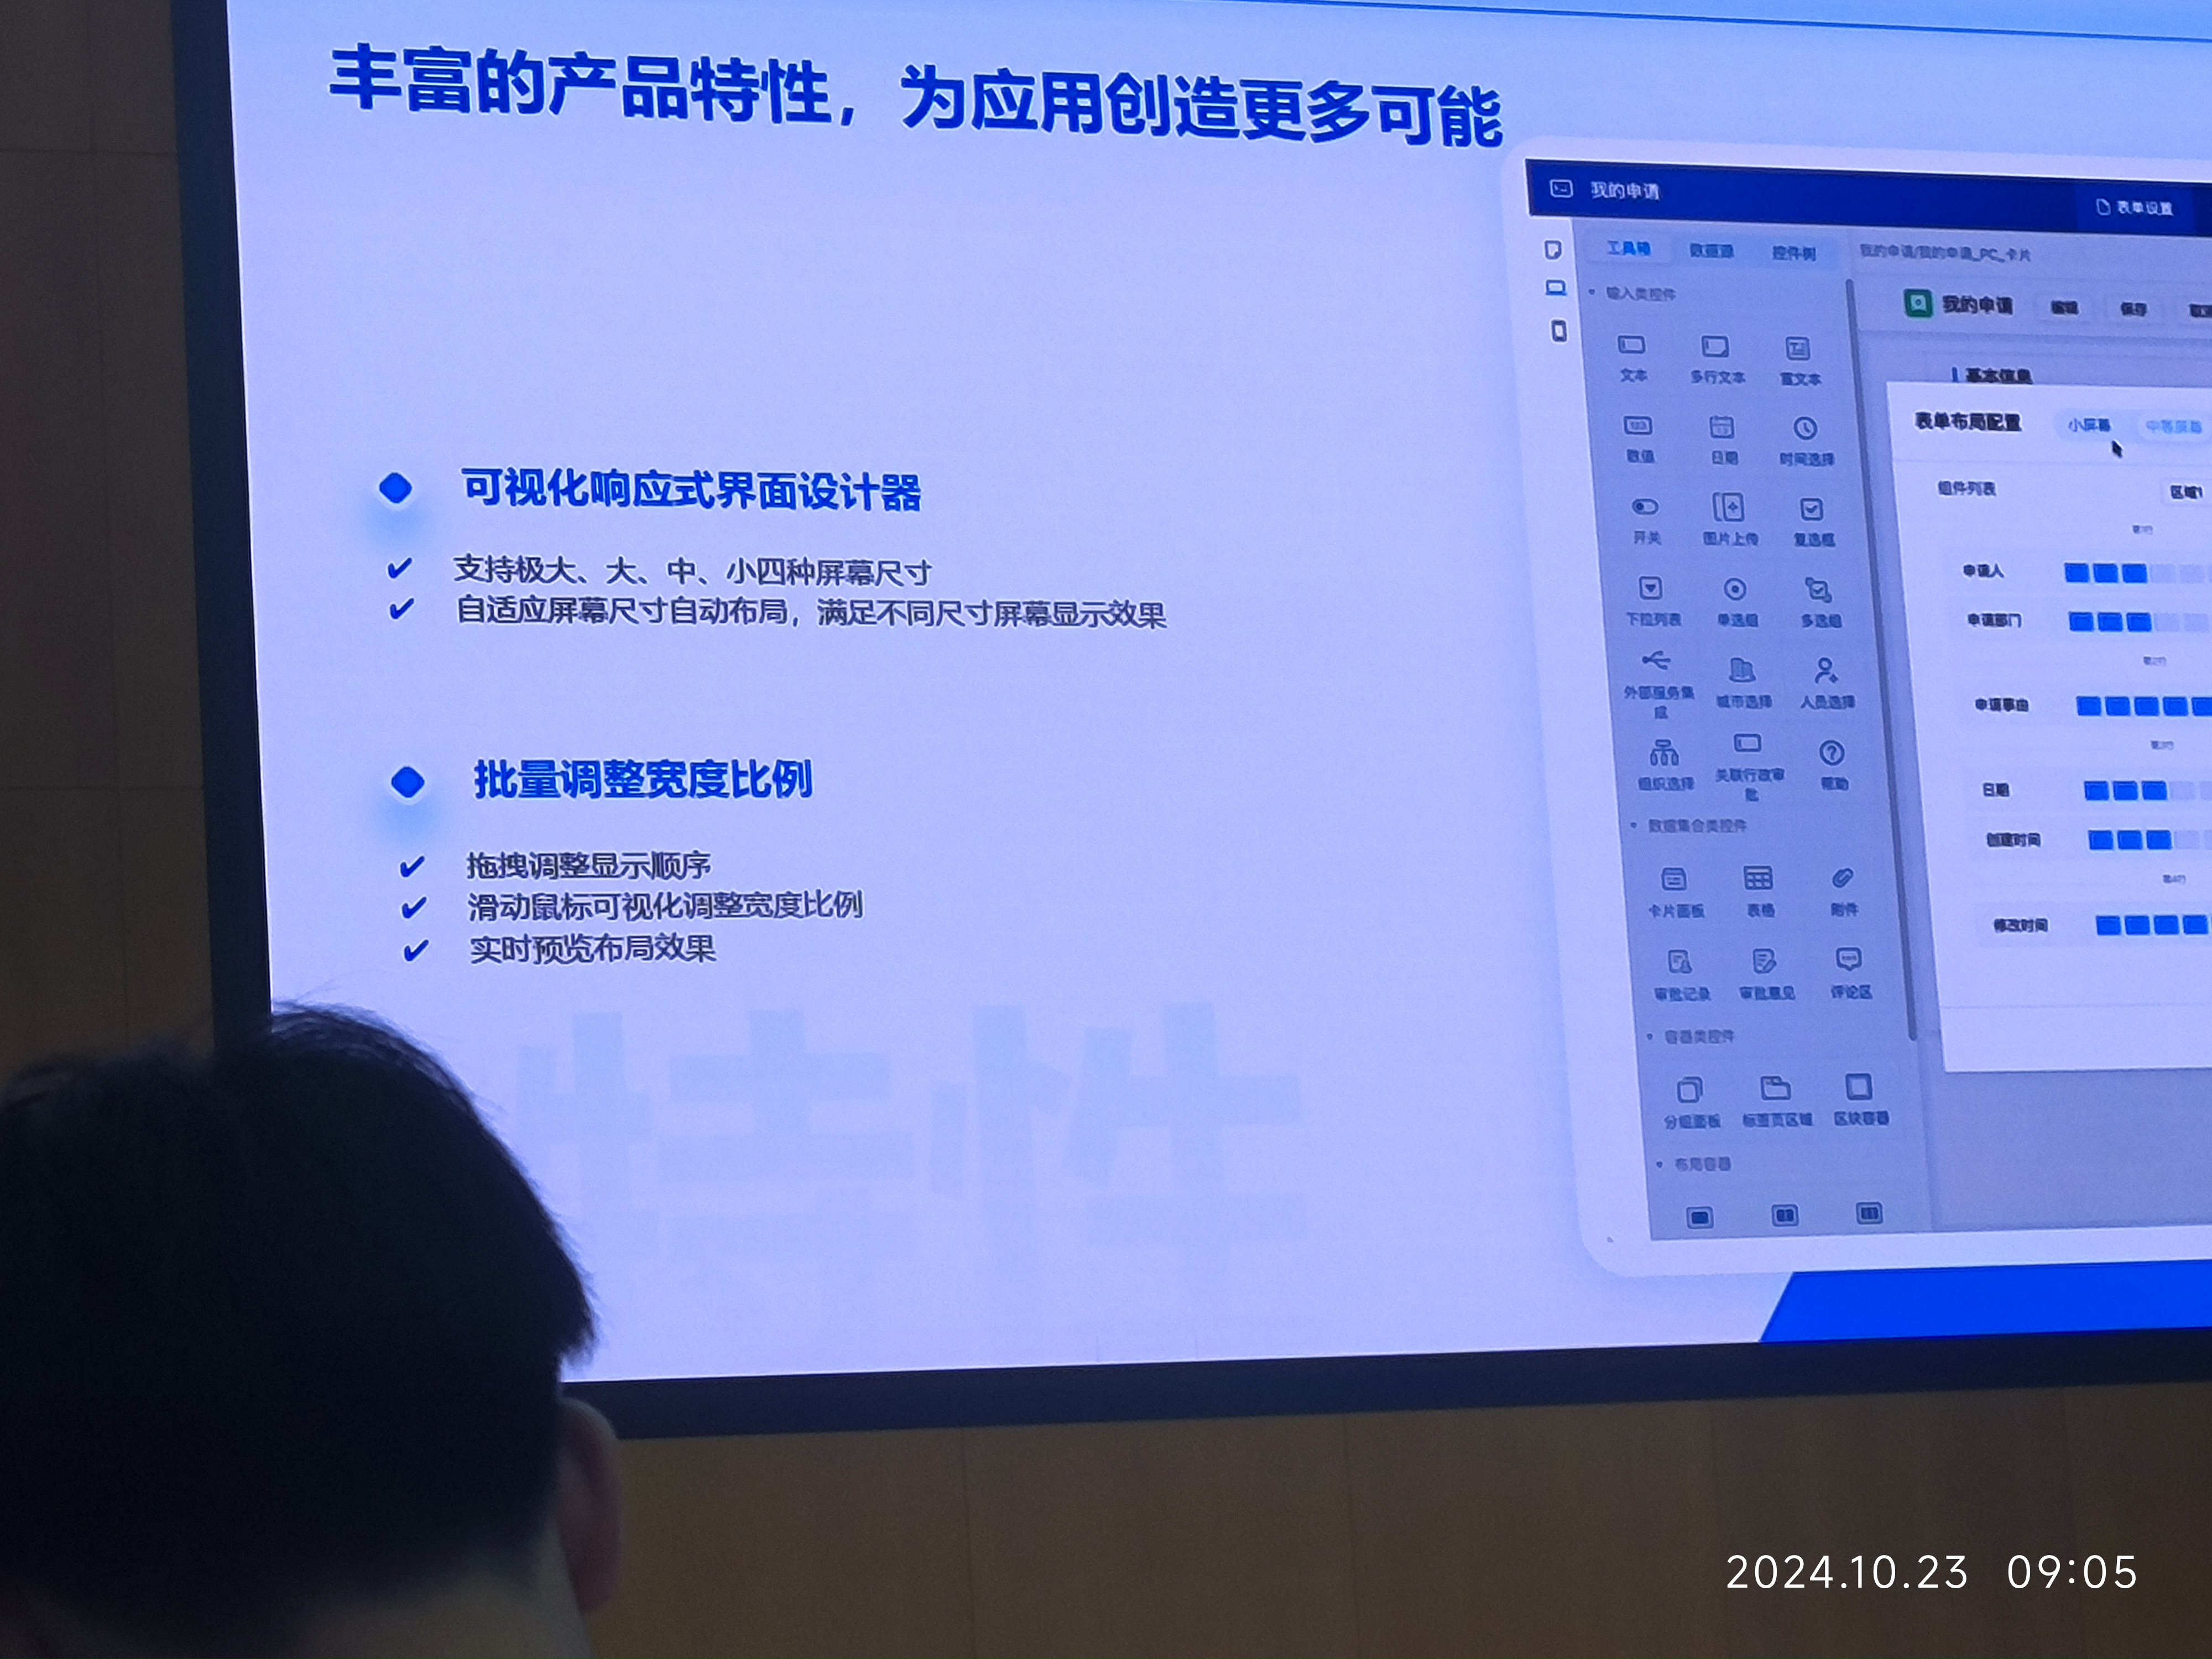 丰富的产品特性，为应用创造更多可能
可视化响应式界面设计器
支持极大、大、中、小四种屏幕尺寸
自适应屏幕尺寸自动布局，满足不同尺寸屏幕显示效果
批量调整宽度比例
拖拽调整显示顺序
滑动鼠标可视化调整宽度比例
实时预览布局效果
特性
我的申请
表单设置
工具箱 数据源 控件树
我的申请/我的申请_PC_卡片
输入类控件
我的申请 编辑 保存
文本 多行文本 富文本
基本信息
表单布局配置 小屏幕 中等屏幕
数值 日期 时间选择
组件列表 区域1
第1行
开关 图片上传 复选框
申请人
下拉列表 单选组 多选组
申请部门
第2行
外部服务集成 城市选择 人员选择
申请事由
第3行
组织选择 关联行政审批 帮助
日期
数据集合类控件
创建时间
第4行
卡片面板 表格 附件
修改时间
审批记录 审批意见 评论区
容器类控件
分组面板 标签页区域 区块容器
布局容器
2024.10.23 09:05